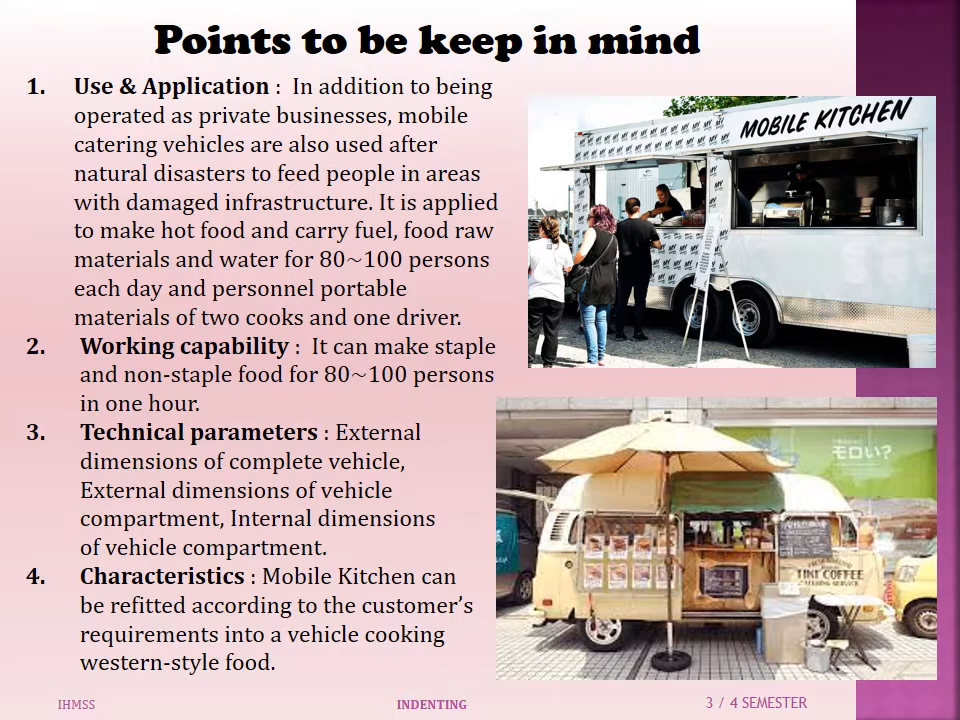 Points to be keep in mind
1. Use & Application : In addition to being
operated as private businesses, mobile
catering vehicles are also used after
natural disasters to feed people in areas
with damaged infrastructure. It is applied
to make hot food and carry fuel, food raw
materials and water for 80~100 persons
each day and personnel portable
materials of two cooks and one driver.
2. Working capability : It can make staple
and non-staple food for 80~100 persons
in one hour.
3. Technical parameters : External
dimensions of complete vehicle,
External dimensions of vehicle
compartment, Internal dimensions
of vehicle compartment.
4. Characteristics : Mobile Kitchen can
be refitted according to the customer's
requirements into a vehicle cooking
western-style food.
MOBILE KITCHEN
モロい?
TIKI COFFEE
CATERING SERVICE
IHMSS
INDENTING
3 / 4 SEMESTER